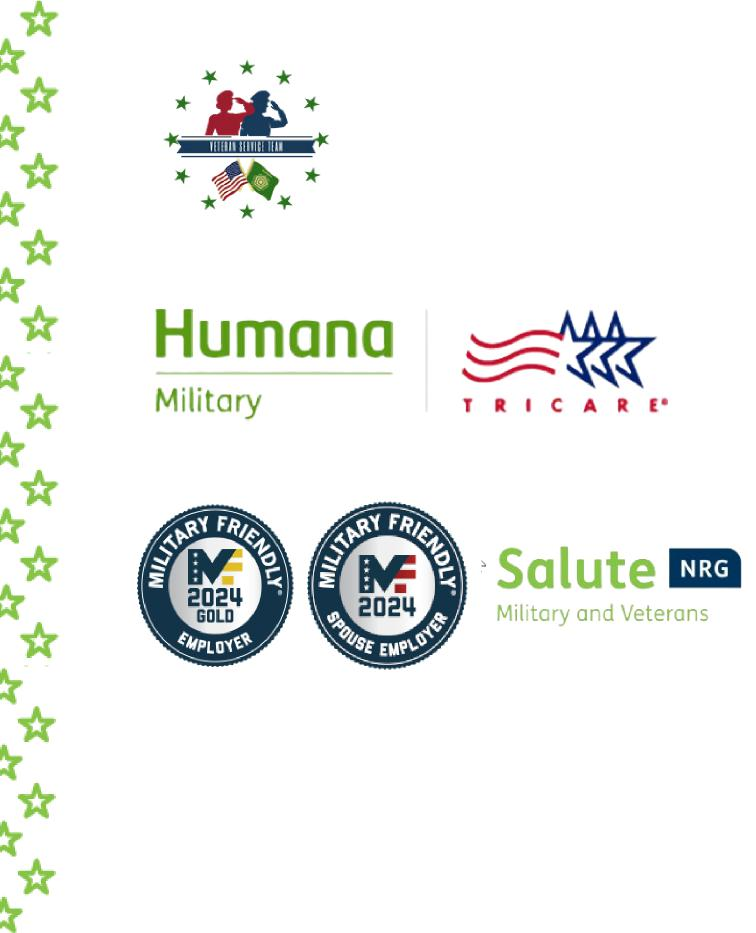 VETERAN SERVICE TEAM
Humana
Military
TRICARE®
MILITARY FRIENDLY®
2024
GOLD
EMPLOYER
MILITARY FRIENDLY®
2024
SPOUSE EMPLOYER
Salute NRG
Military and Veterans